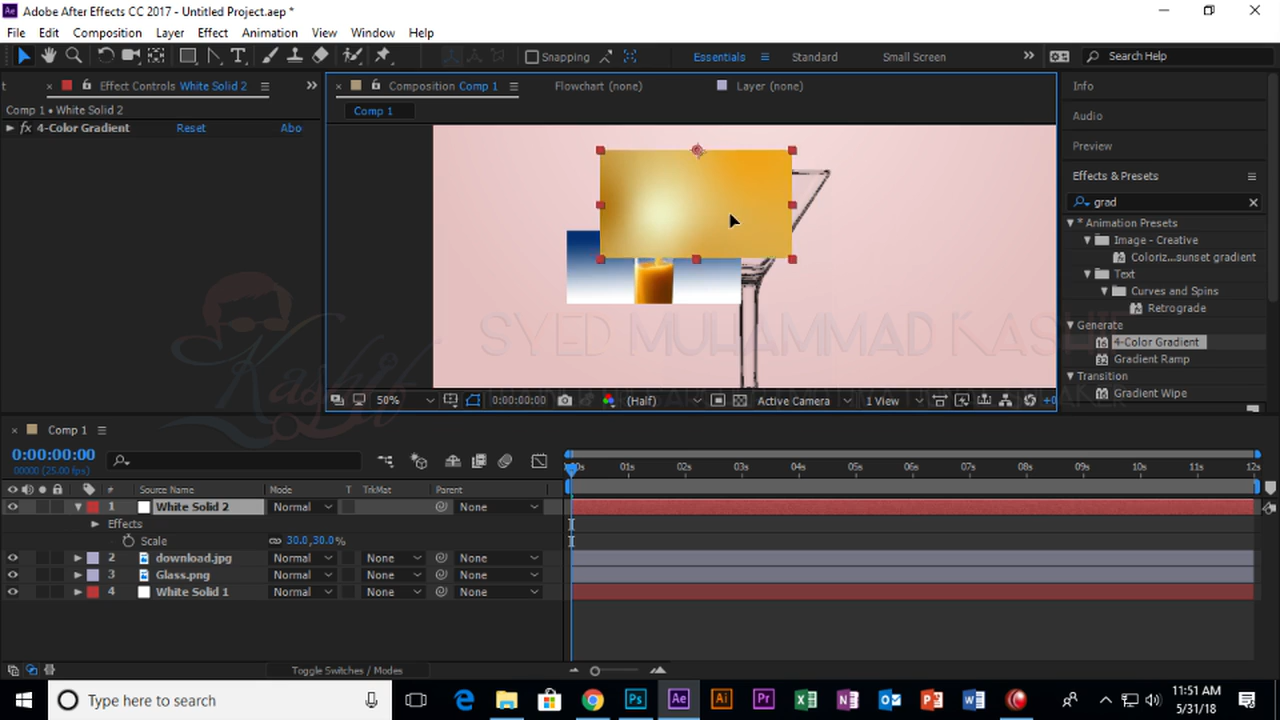 Adobe After Effects CC 2017 - Untitled Project.aep *
File Edit Composition Layer Effect Animation View Window Help
Snapping Essentials Standard Small Screen Search Help
t Effect Controls White Solid 2 Composition Comp 1 Flowchart (none) Layer (none) Info
Comp 1 • White Solid 2 Comp 1 Audio
fx 4-Color Gradient Reset Abo
Preview
Effects & Presets
grad
* Animation Presets
Image - Creative
Coloriz...sunset gradient
Text
Curves and Spins
Retrograde
Generate
4-Color Gradient
Gradient Ramp
Transition
Gradient Wipe
SYED MUHAMMAD KASHIF
Kashif
50% 0:00:00:00 (Half) Active Camera 1 View +0
Comp 1
0:00:00:00
00000 (25.00 fps)
00s 01s 02s 03s 04s 05s 06s 07s 08s 09s 10s 11s 12s
# Source Name Mode T TrkMat Parent
1 White Solid 2 Normal None
Effects
Scale 30.0,30.0%
2 download.jpg Normal None None
3 Glass.png Normal None None
4 White Solid 1 Normal None None
Toggle Switches / Modes
Type here to search
11:51 AM
5/31/18